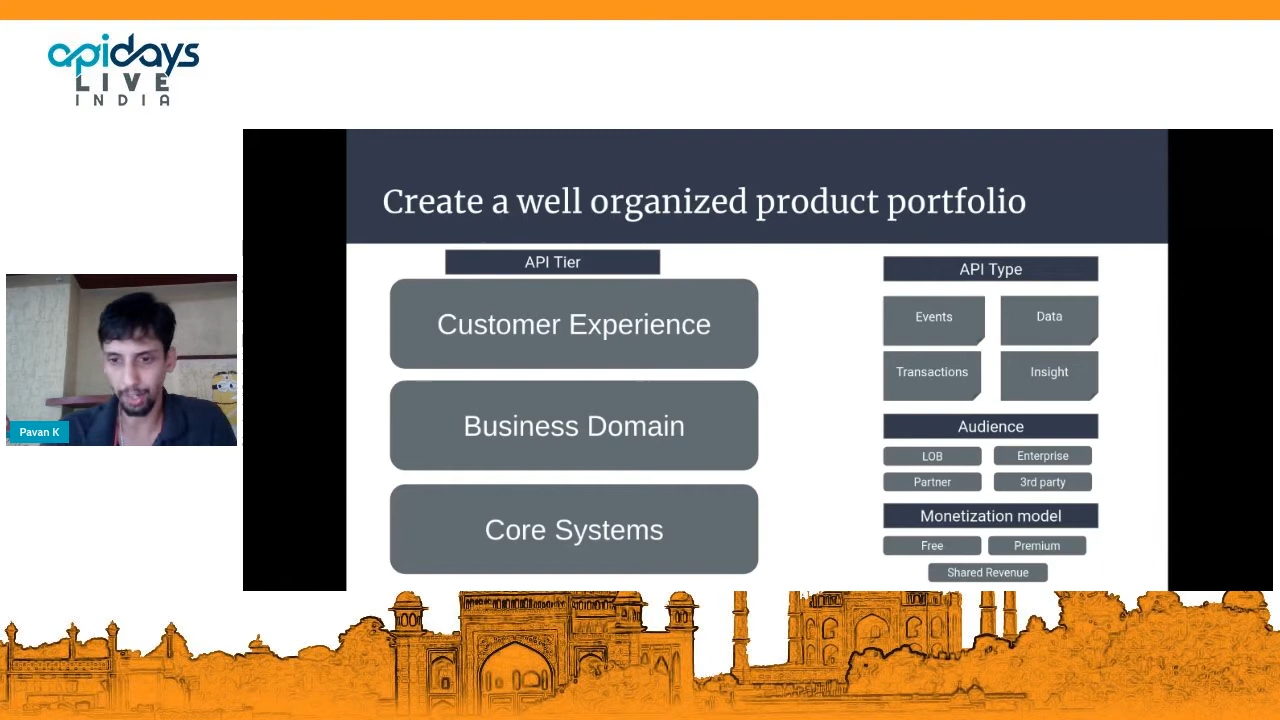 apidays
LIVE
INDIA
Create a well organized product portfolio
API Tier
Customer Experience
Business Domain
Core Systems
API Type
Events
Data
Transactions
Insight
Audience
LOB
Enterprise
Partner
3rd party
Monetization model
Free
Premium
Shared Revenue
Pavan K